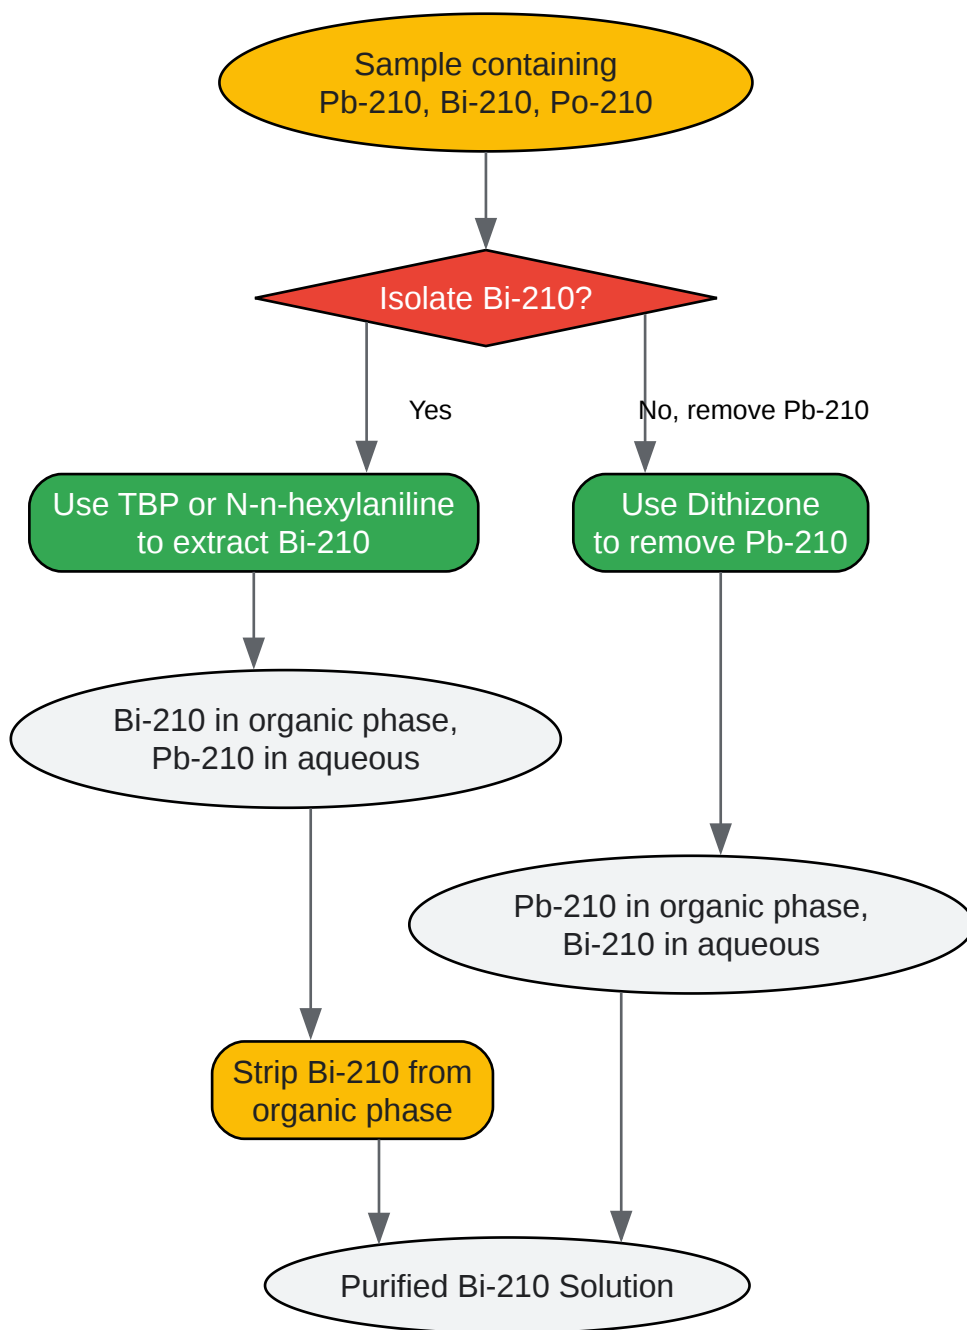 Sample containing
Pb-210, Bi-210, Po-210
Isolate Bi-210?
Yes
No, remove Pb-210
Use TBP or N-n-hexylaniline
to extract Bi-210
Use Dithizone
to remove Pb-210
Bi-210 in organic phase,
Pb-210 in aqueous
Pb-210 in organic phase,
Bi-210 in aqueous
Strip Bi-210 from
organic phase
Purified Bi-210 Solution